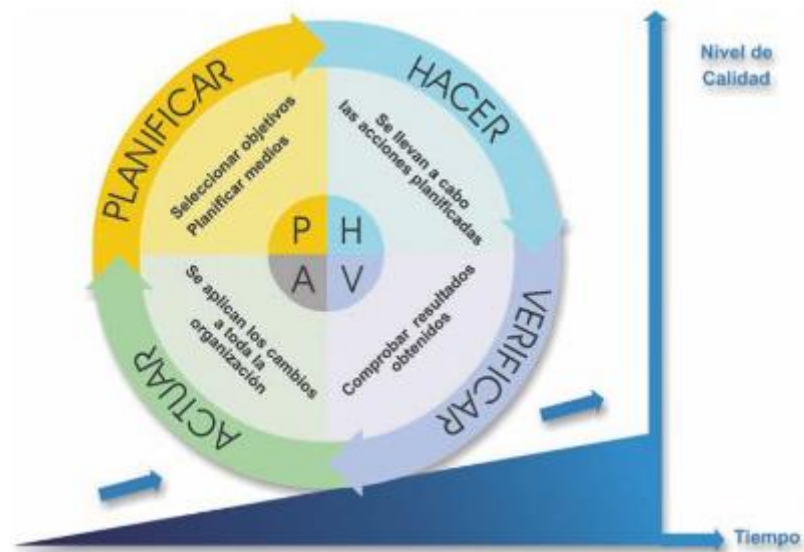 PLANIFICAR
Seleccionar objetivos
Planificar medios
HACER
Se llevan a cabo
las acciones planificadas
P H
A V
Se aplican los cambios
a toda la
organización
ACTUAR
Comprobar resultados
obtenidos
VERIFICAR
Nivel de
Calidad
Tiempo